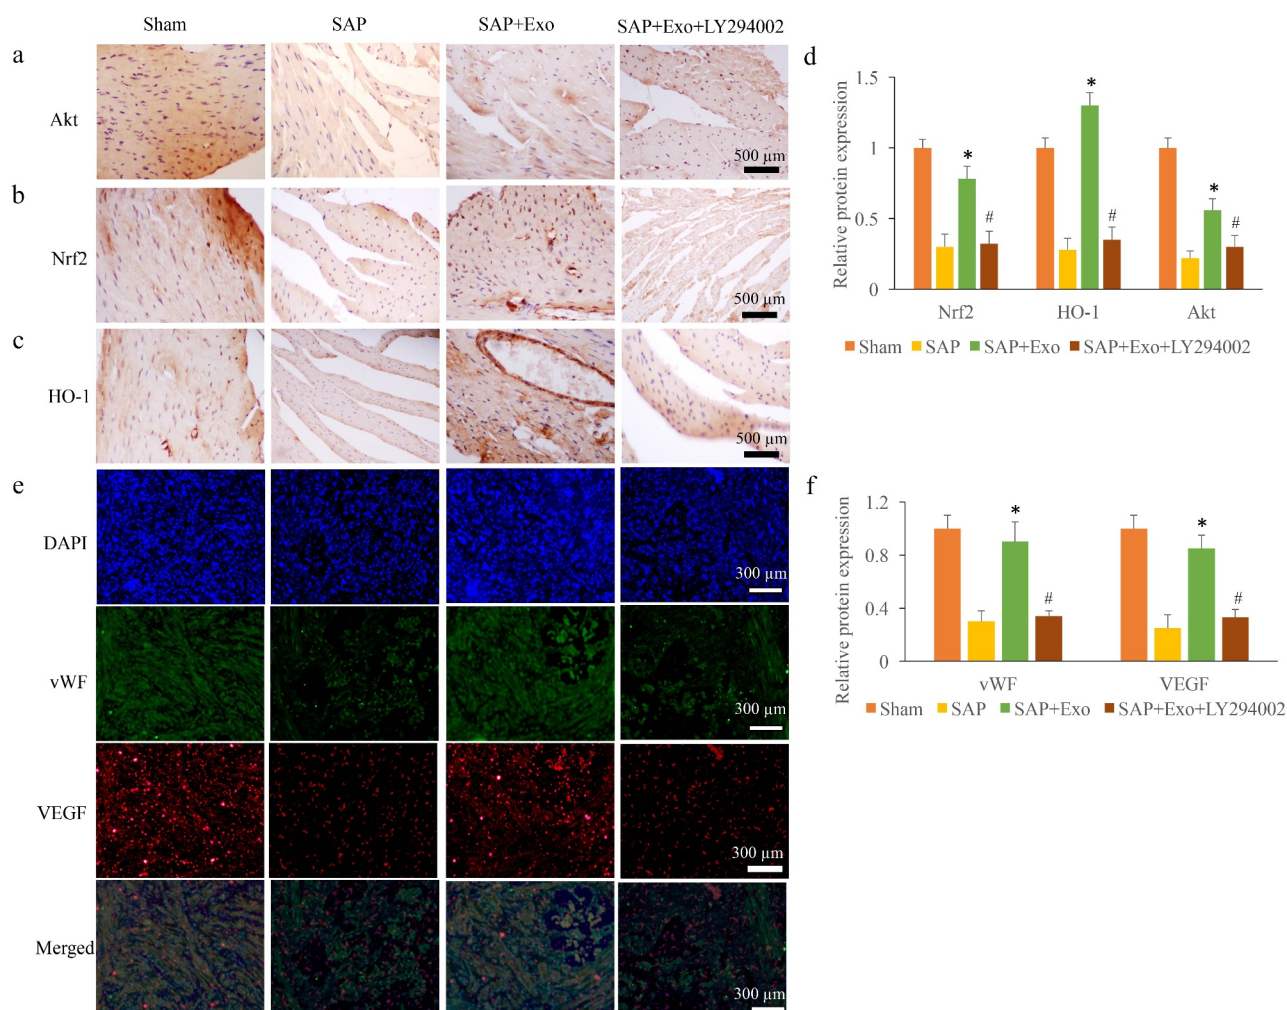 Sham SAP SAP+Exo SAP+Exo+LY294002
a
Akt
500 µm
b
Nrf2
500 µm
c
HO-1
500 µm
d
Relative protein expression
1.5
1
0.5
0
* # * # * #
Nrf2 HO-1 Akt
Sham SAP SAP+Exo SAP+Exo+LY294002
e
DAPI
300 µm
vWF
300 µm
VEGF
300 µm
Merged
300 µm
f
Relative protein expression
1.2
0.8
0.4
0
* # * #
vWF VEGF
Sham SAP SAP+Exo SAP+Exo+LY294002